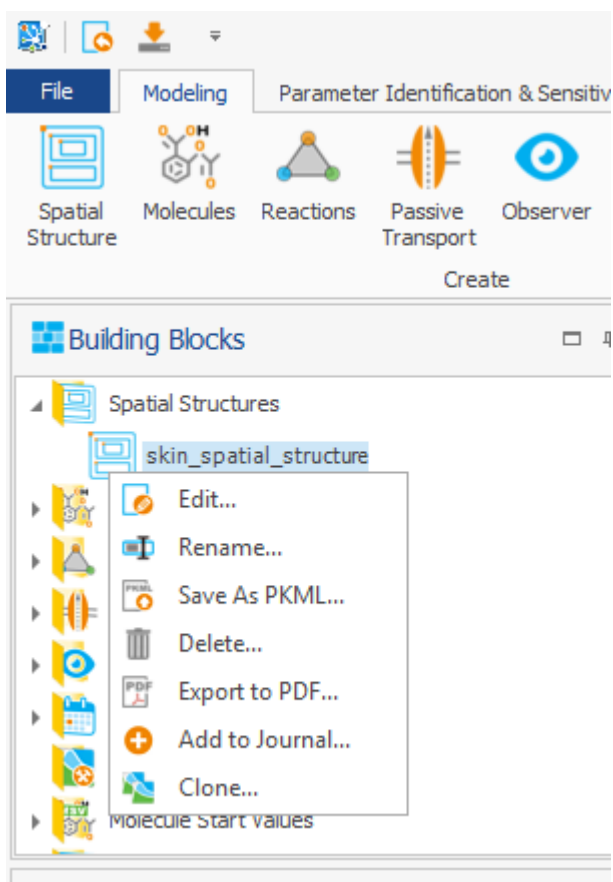 File
Modeling
Parameter Identification & Sensitiv
Spatial Structure
Molecules
Reactions
Passive Transport
Observer
Create
Building Blocks
Spatial Structures
skin_spatial_structure
Edit...
Rename...
PKML
Save As PKML...
Delete...
PDF
Export to PDF...
Add to Journal...
Clone...
Molecule Start Values